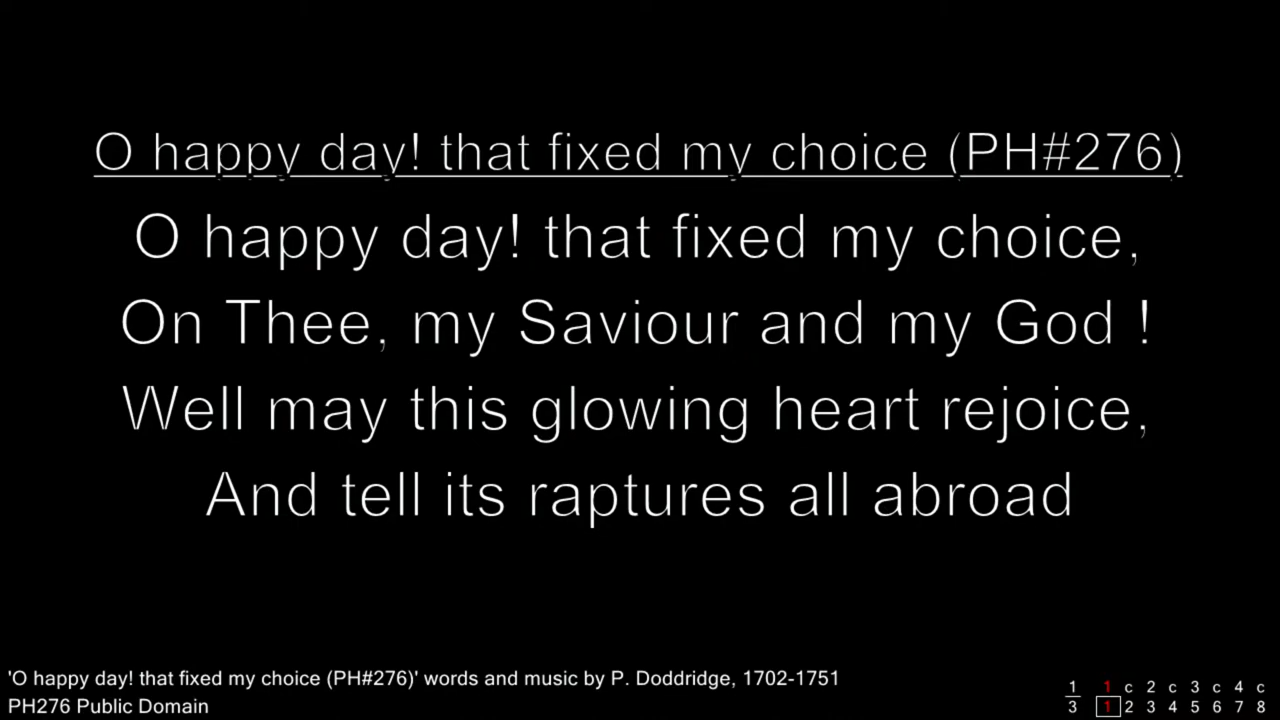 O happy day! that fixed my choice (PH#276)
O happy day! that fixed my choice,
On Thee, my Saviour and my God !
Well may this glowing heart rejoice,
And tell its raptures all abroad
'O happy day! that fixed my choice (PH#276)' words and music by P. Doddridge, 1702-1751
PH276 Public Domain
1 1 c 2 c 3 c 4 c
3 1 2 3 4 5 6 7 8